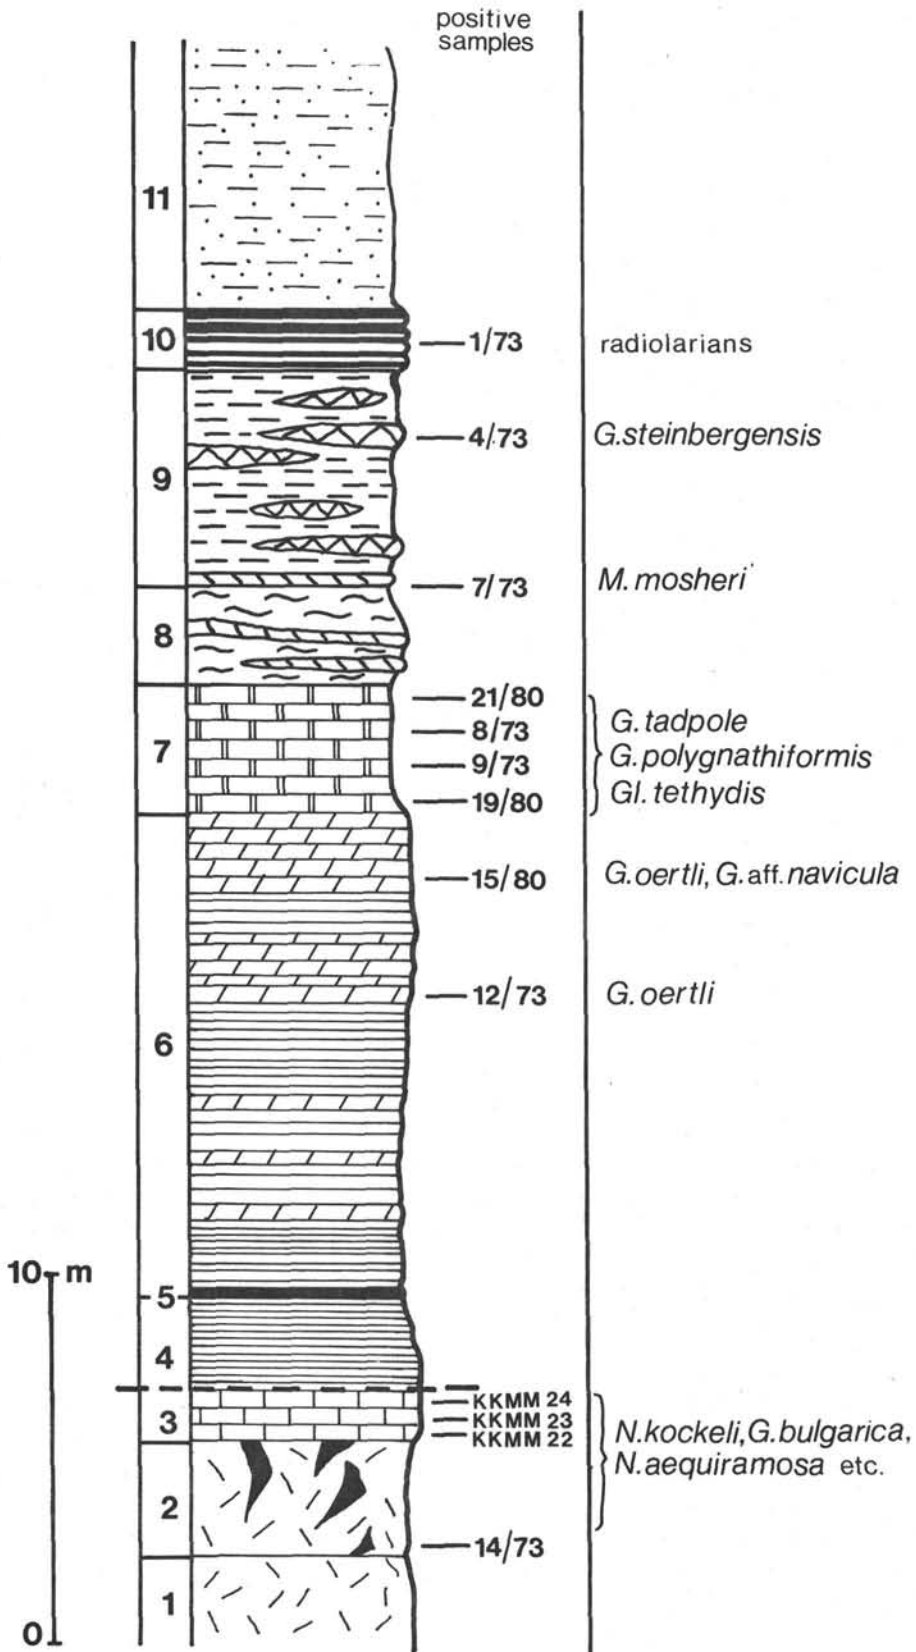 positive
samples
11
10
1/73
radiolarians
4/73
G.steinbergensis
9
7/73
M. mosheri
8
21/80
8/73
7
9/73
19/80
G. tadpole
G. polygnathiformis
Gl. tethydis
15/80
G.oertli, G.aff.navicula
12/73
G. oertli
6
10 m
5
4
KKMM 24
KKMM 23
KKMM 22
3
N.kockeli, G.bulgarica,
N.aequiramosa etc.
2
14/73
1
0